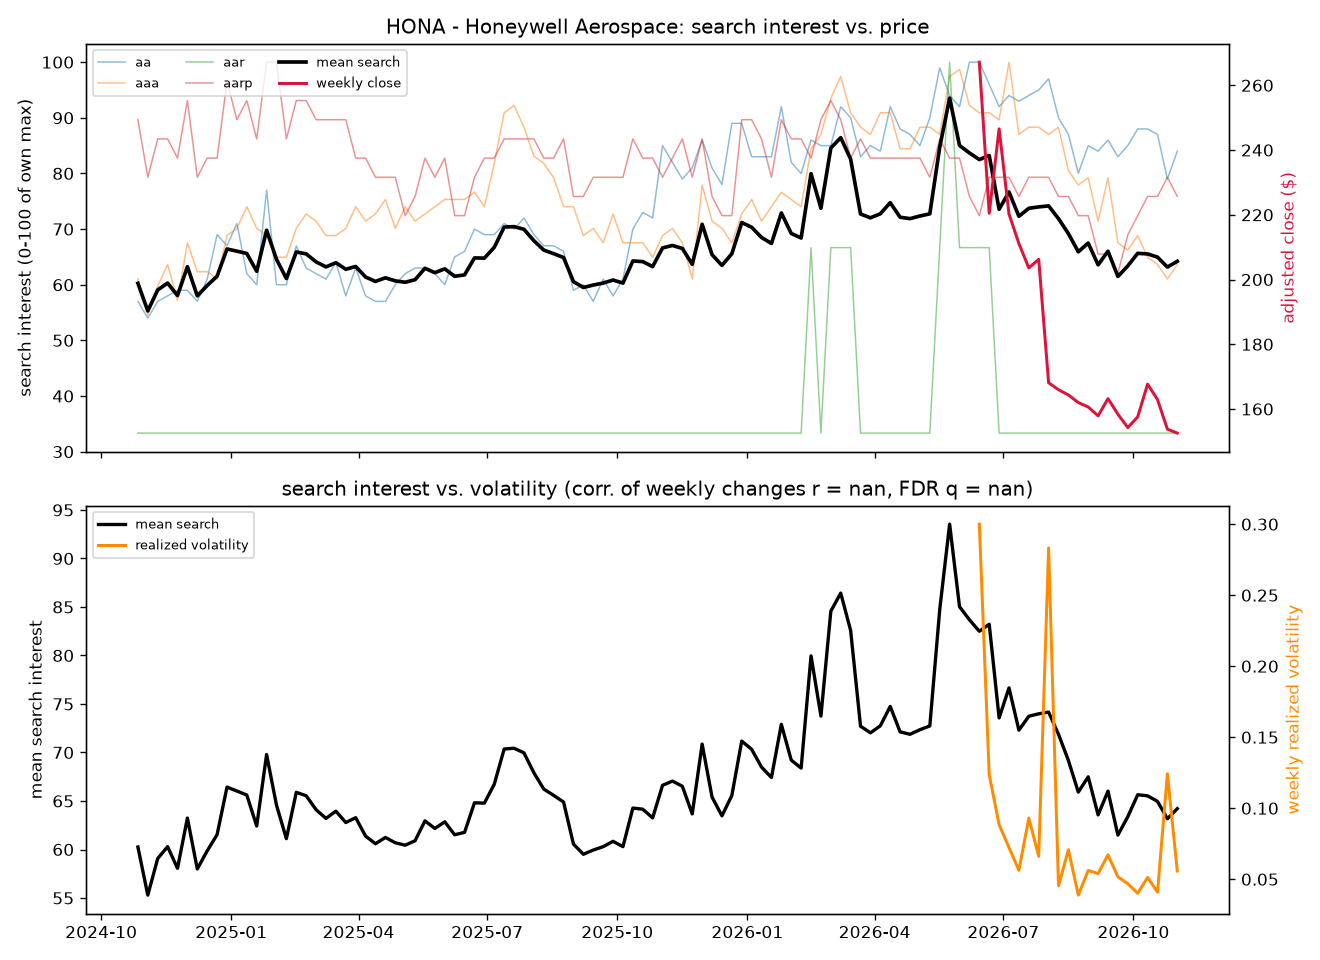 HONA - Honeywell Aerospace: search interest vs. price
aa aar mean search
aaa aarp weekly close
search interest (0-100 of own max)
100
90
80
70
60
50
40
30
260
240
220
200
180
160
adjusted close ($)
search interest vs. volatility (corr. of weekly changes r = nan, FDR q = nan)
mean search
realized volatility
mean search interest
95
90
85
80
75
70
65
60
55
0.30
0.25
0.20
0.15
0.10
0.05
weekly realized volatility
2024-10 2025-01 2025-04 2025-07 2025-10 2026-01 2026-04 2026-07 2026-10